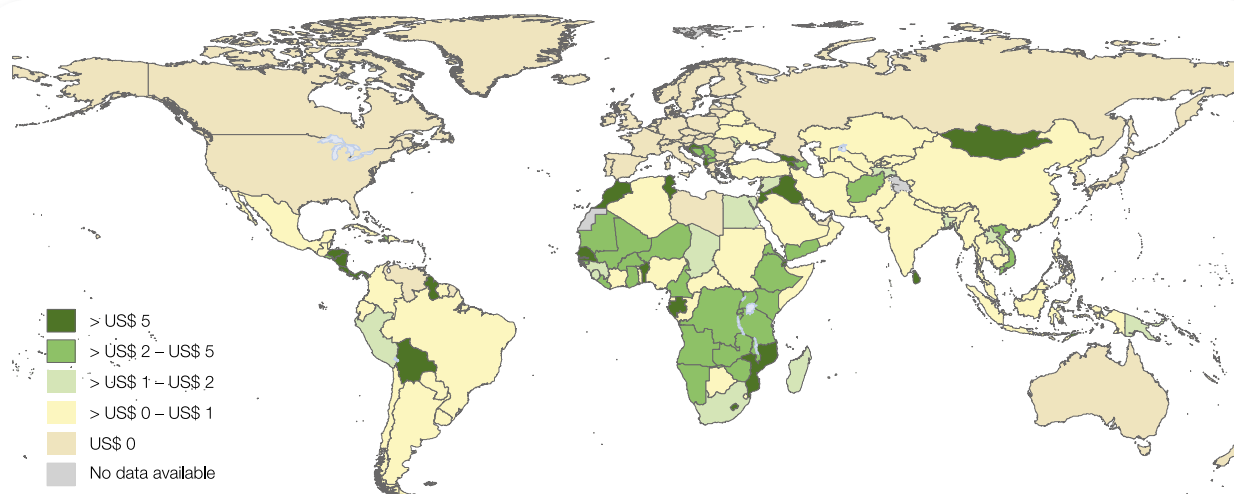 > US$ 5
> US$ 2 – US$ 5
> US$ 1 – US$ 2
> US$ 0 – US$ 1
US$ 0
No data available